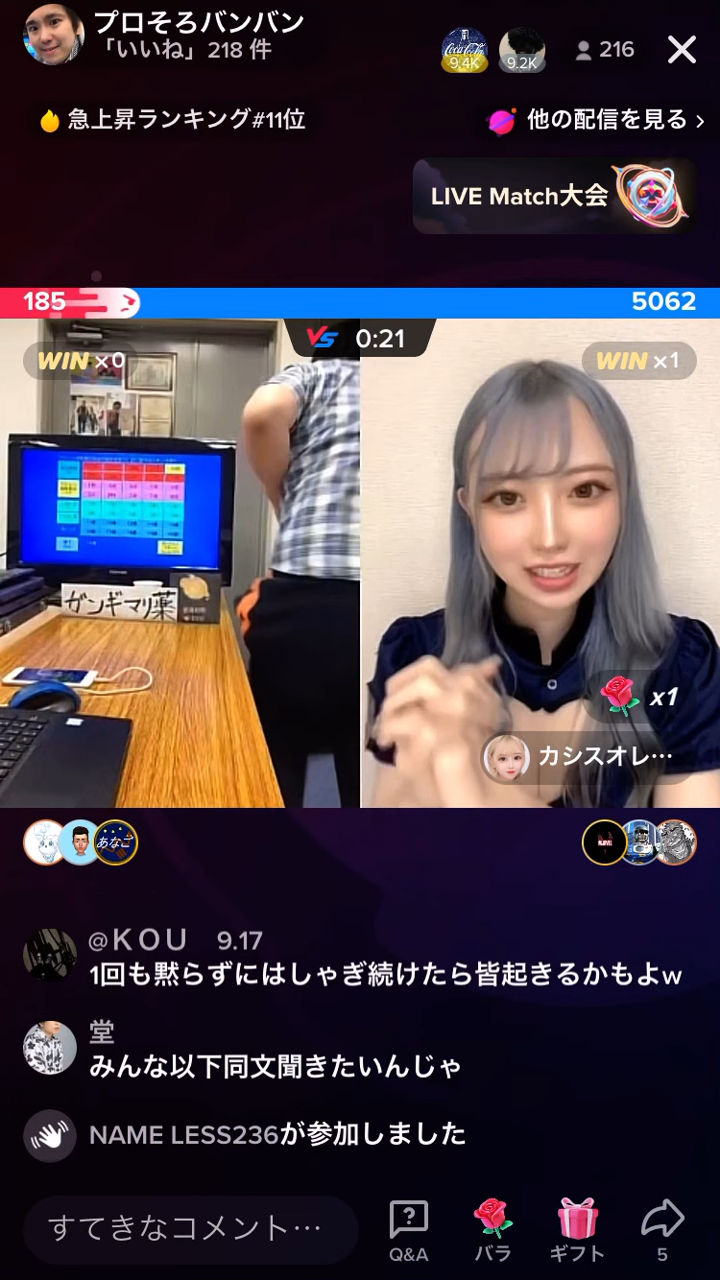 プロそろバンバン
「いいね」218 件
9.4K
9.2K
216
急上昇ランキング#11位
他の配信を見る
LIVE Match大会
185
5062
VS 0:21
WIN ×0
WIN ×1
ガンギマリ薬
x1
カシスオレ…
あなご
@ＫＯＵ 9.17
1回も黙らずにはしゃぎ続けたら皆起きるかもよw
堂
みんな以下同文聞きたいんじゃ
NAME LESS236が参加しました
すてきなコメント…
Q&A
バラ
ギフト
5